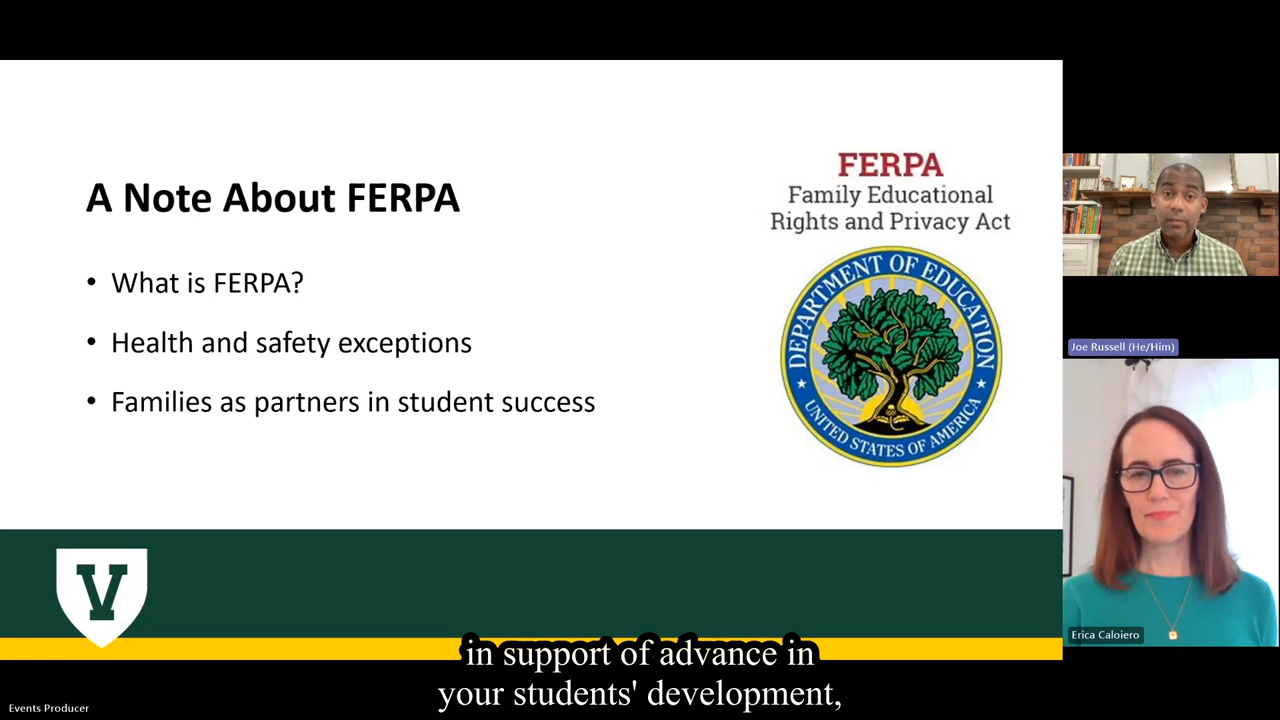 A Note About FERPA
• What is FERPA?
• Health and safety exceptions
• Families as partners in student success
FERPA
Family Educational
Rights and Privacy Act
DEPARTMENT OF EDUCATION
UNITED STATES OF AMERICA
V
Joe Russell (He/Him)
Erica Caloiero
in support of advance in
your students' development,
Events Producer